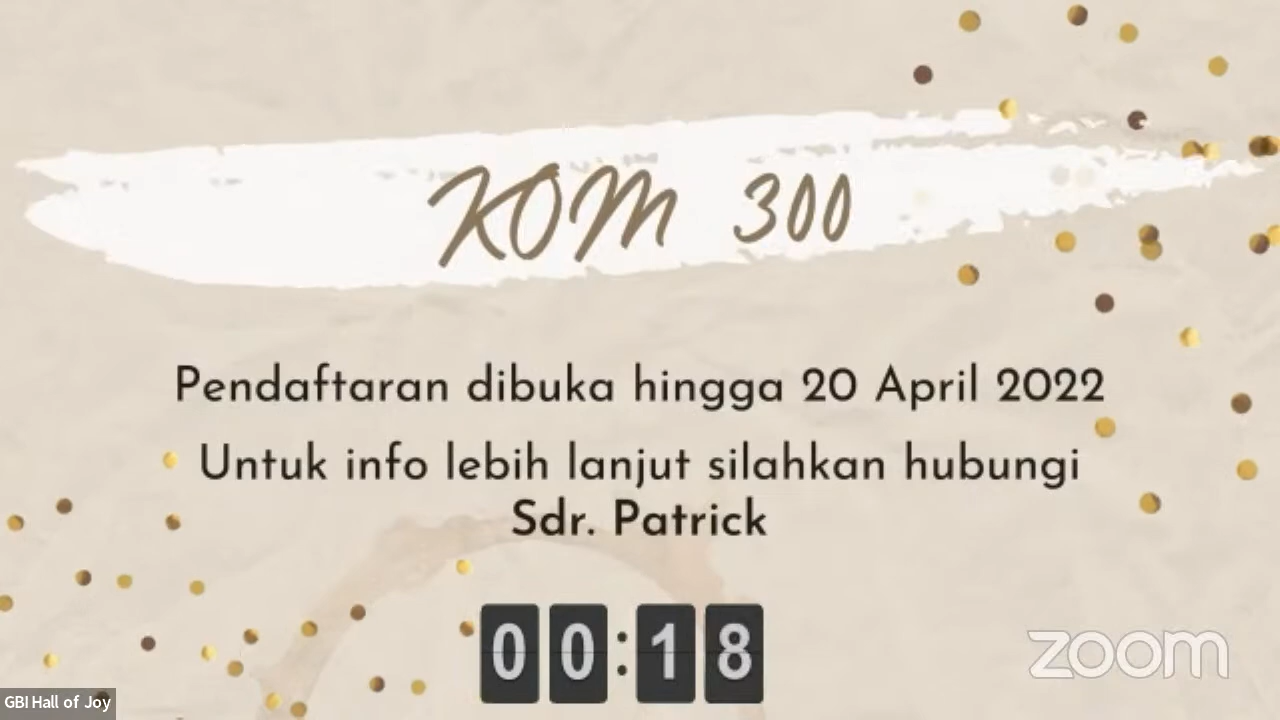 KOM 300
Pendaftaran dibuka hingga 20 April 2022
Untuk info lebih lanjut silahkan hubungi
Sdr. Patrick
00:18
zoom
GBI Hall of Joy